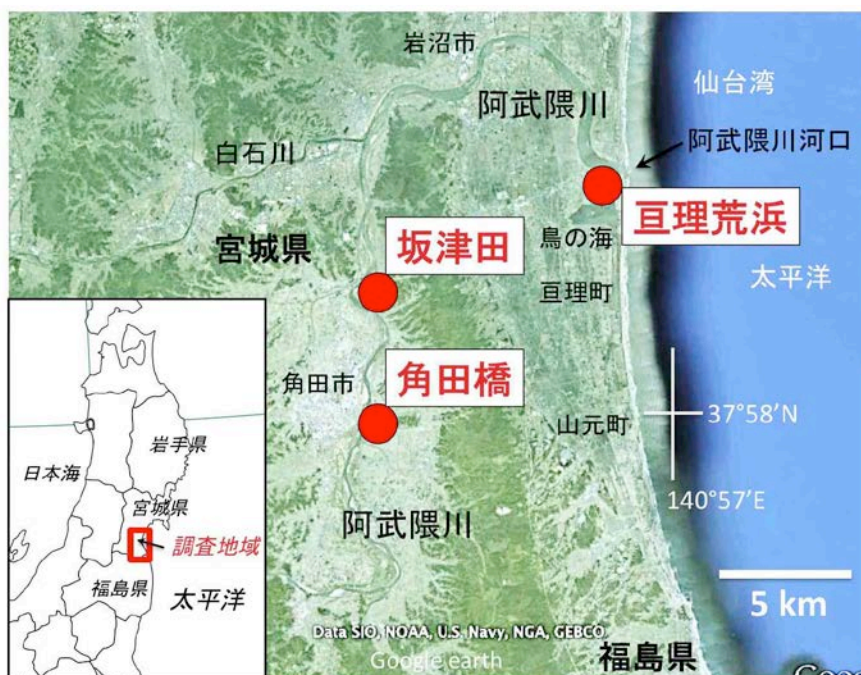 岩沼市
仙台湾
阿武隈川
阿武隈川河口
白石川
亘理荒浜
鳥の海
宮城県
坂津田
太平洋
亘理町
角田市
角田橋
山元町
37°58’N
140°57’E
阿武隈川
5 km
Data SIO, NOAA, U.S. Navy, NGA, GEBCO
Google earth
福島県
Goo
岩手県
日本海
宮城県
調査地域
福島県
太平洋